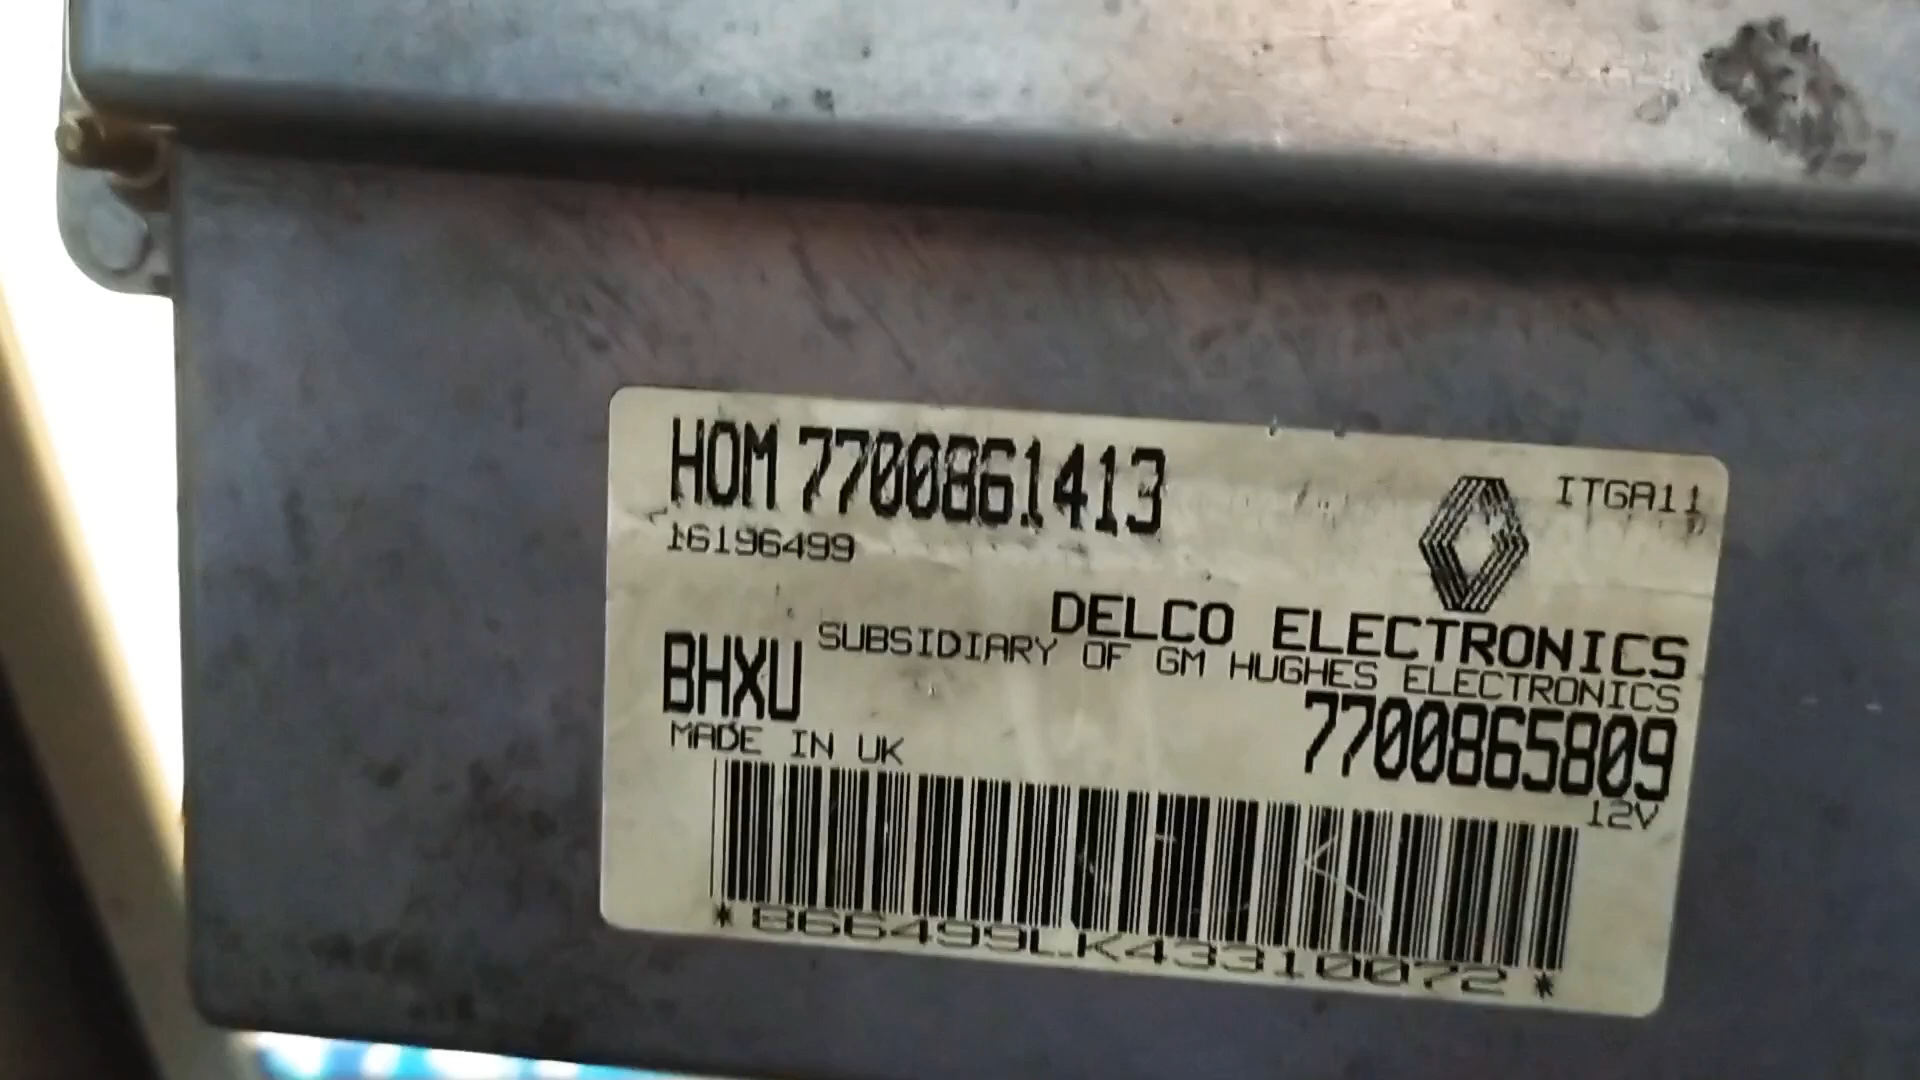 HOM 7700861413
ITGA11
16196499
DELCO ELECTRONICS
SUBSIDIARY OF GM HUGHES ELECTRONICS
BHXU
7700865809
MADE IN UK
12V
*866499LK43310072*